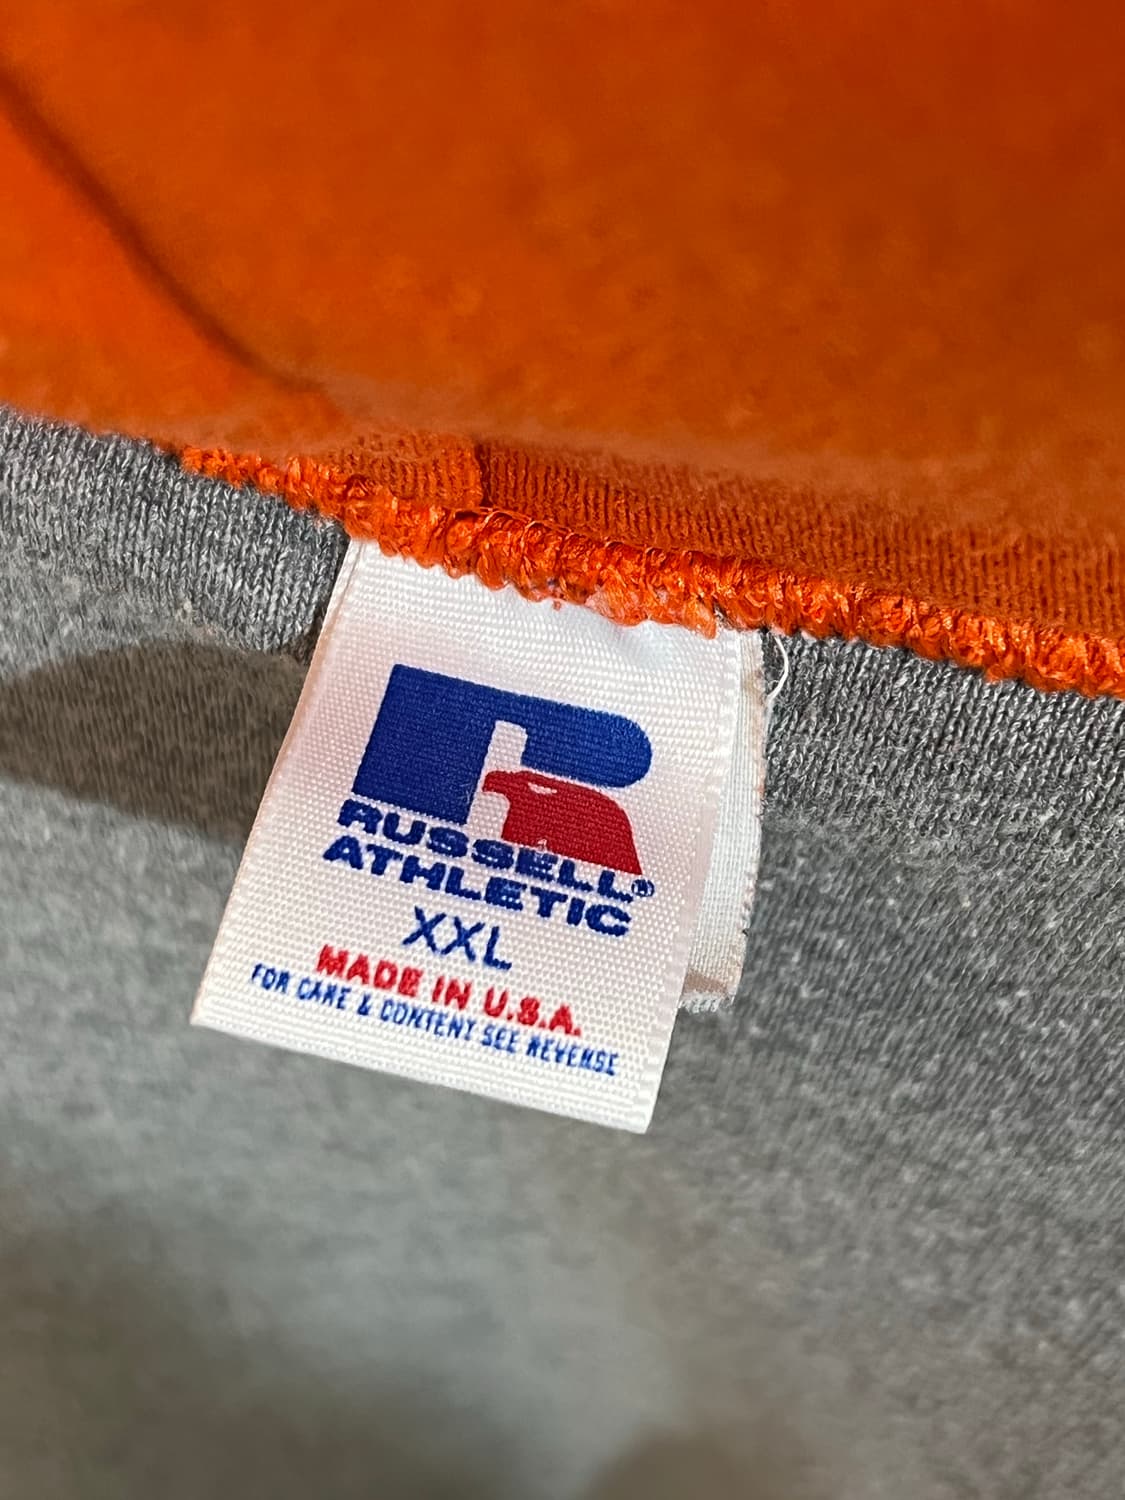 RUSSELL®
ATHLETIC
XXL
MADE IN U.S.A.
FOR CARE & CONTENT SEE REVERSE